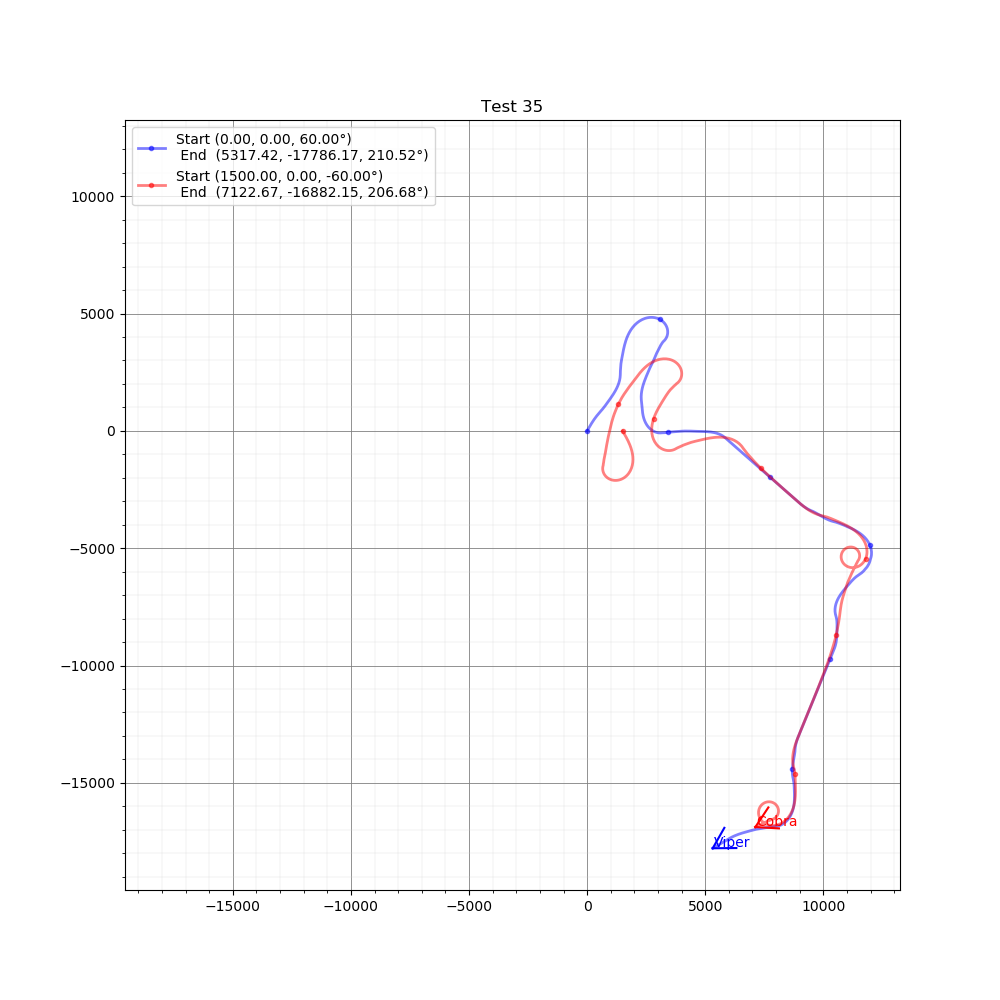 Test 35
Start (0.00, 0.00, 60.00°)
End  (5317.42, -17786.17, 210.52°)
Start (1500.00, 0.00, -60.00°)
End  (7122.67, -16882.15, 206.68°)
10000
5000
0
−5000
−10000
−15000
Cobra
Viper
−15000 −10000 −5000 0 5000 10000